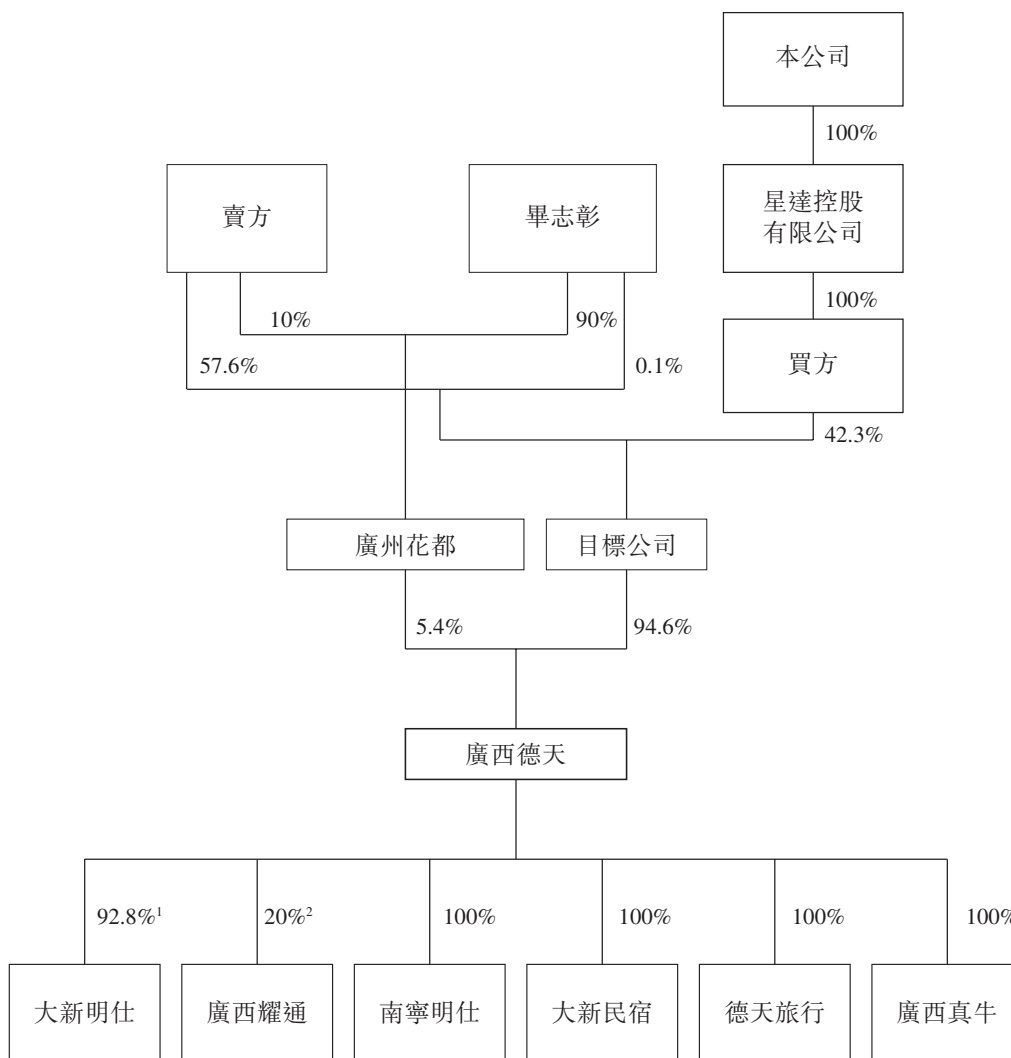 本公司
100%
賣方
畢志彰
星達控股
有限公司
100%
10%
90%
57.6%
0.1%
買方
42.3%
廣州花都
目標公司
5.4%
94.6%
廣西德天
92.8%¹
20%²
100%
100%
100%
100%
大新明仕
廣西耀通
南寧明仕
大新民宿
德天旅行
廣西真牛